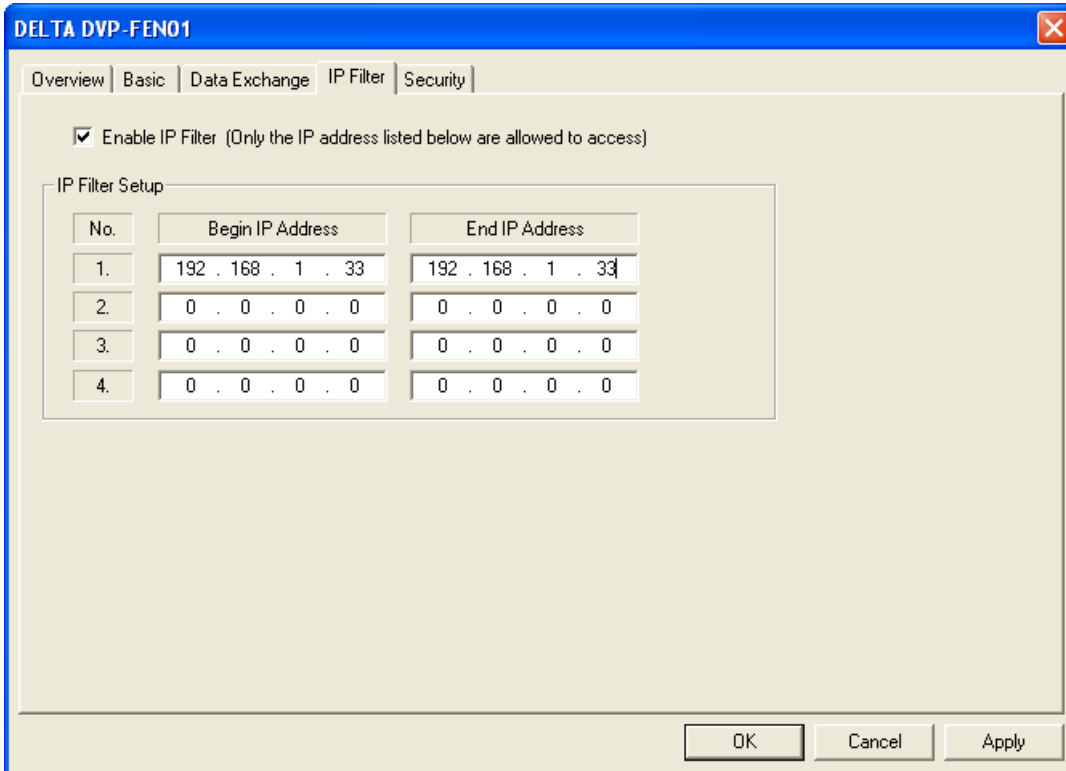 DELTA DVP-FEN01
Overview Basic Data Exchange IP Filter Security
Enable IP Filter (Only the IP address listed below are allowed to access)
IP Filter Setup
No. Begin IP Address End IP Address
1. 192 . 168 . 1 . 33 192 . 168 . 1 . 33
2. 0 . 0 . 0 . 0 0 . 0 . 0 . 0
3. 0 . 0 . 0 . 0 0 . 0 . 0 . 0
4. 0 . 0 . 0 . 0 0 . 0 . 0 . 0
OK Cancel Apply